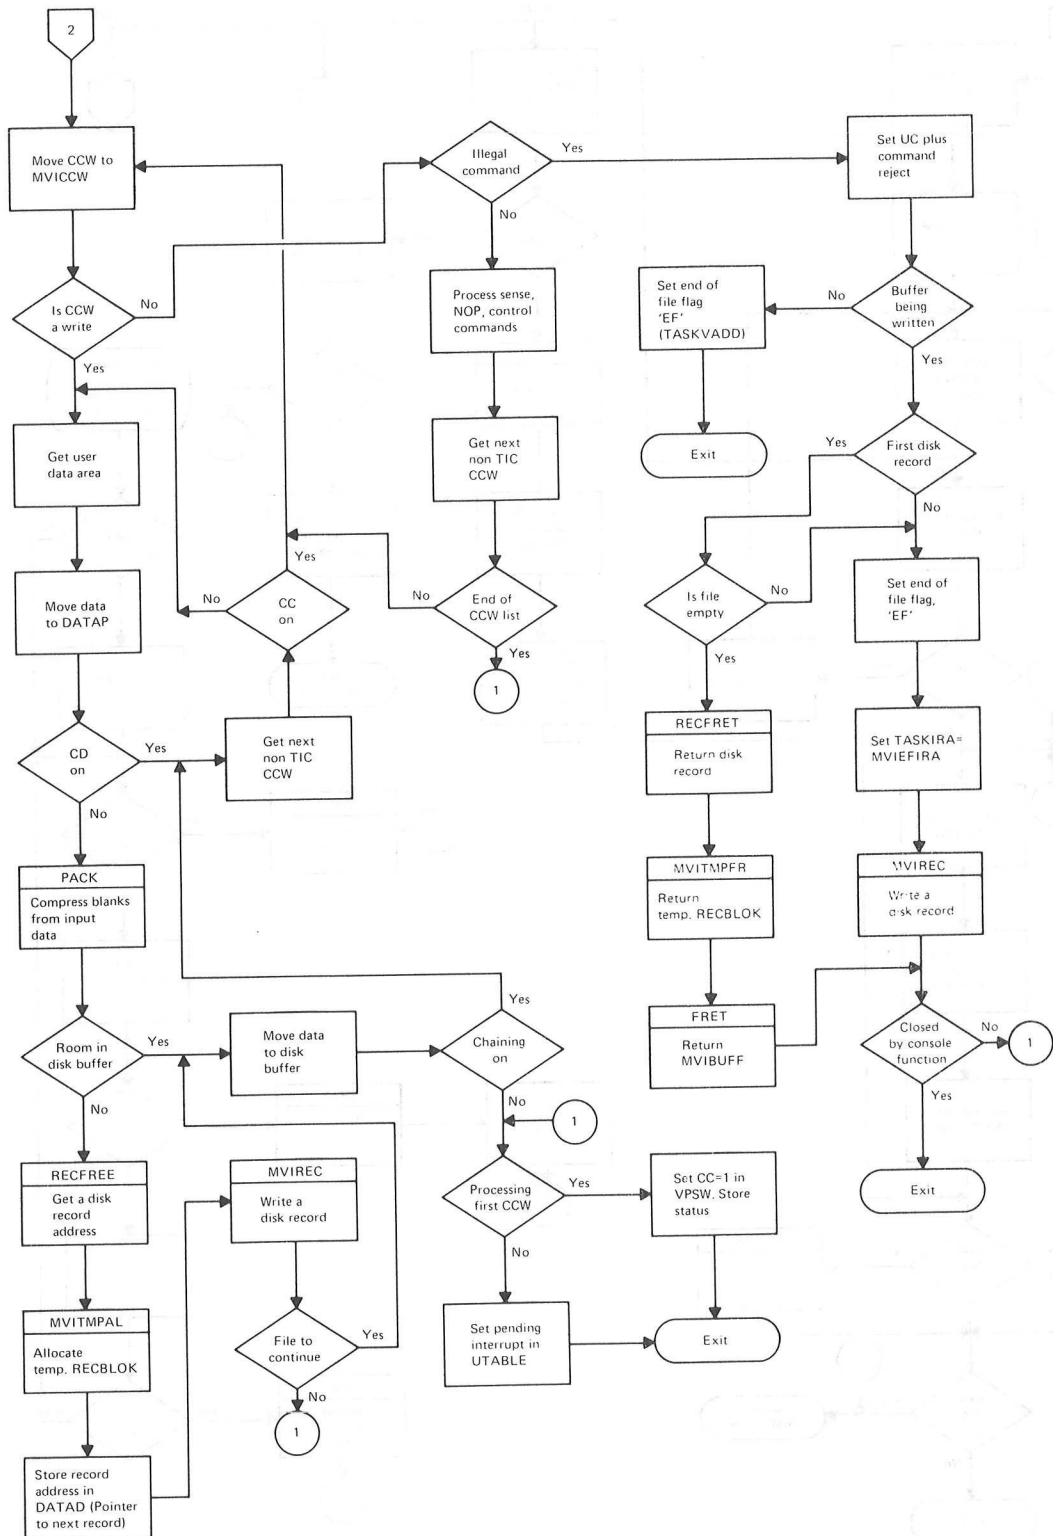 2
Move CCW to
MVICCW
Is CCW
a write
No
Yes
Get user
data area
Move data
to DATAP
CD
on
Yes
No
PACK
Compress blanks
from input
data
Room in
disk buffer
Yes
No
RECFREE
Get a disk
record
address
MVITMPAL
Allocate
temp. RECBLOK
Store record
address in
DATAD (Pointer
to next record)
Get next
non TIC
CCW
CC
on
Yes
No
Move data
to disk
buffer
MVIREC
Write a
disk record
File to
continue
Yes
No
1
Illegal
command
Yes
No
Process sense,
NOP, control
commands
Get next
non TIC
CCW
End of
CCW list
No
Yes
1
Chaining
on
Yes
No
1
Processing
first CCW
Yes
No
Set pending
interrupt in
UTABLE
Set CC=1 in
VPSW. Store
status
Exit
Set UC plus
command
reject
Buffer
being
written
No
Yes
Set end of
file flag
'EF'
(TASKVADD)
Exit
First disk
record
Yes
No
Is file
empty
No
Yes
RECFRET
Return disk
record
MVITMPFR
Return
temp. RECBLOK
FRET
Return
MVIBUFF
Set end of
file flag,
'EF'
Set TASKIRA=
MVIEFIRA
MVIREC
Write a
disk record
Closed
by console
function
No
1
Yes
Exit